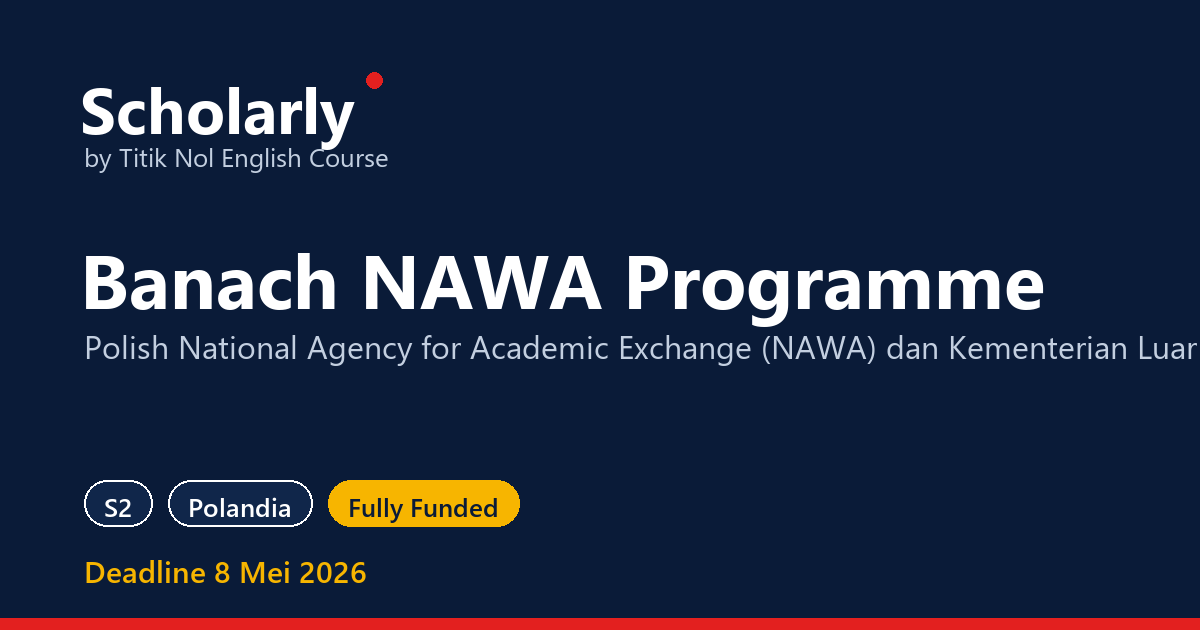 Scholarly
by Titik Nol English Course
Banach NAWA Programme
Polish National Agency for Academic Exchange (NAWA) dan Kementerian Luar
S2
Polandia
Fully Funded
Deadline 8 Mei 2026